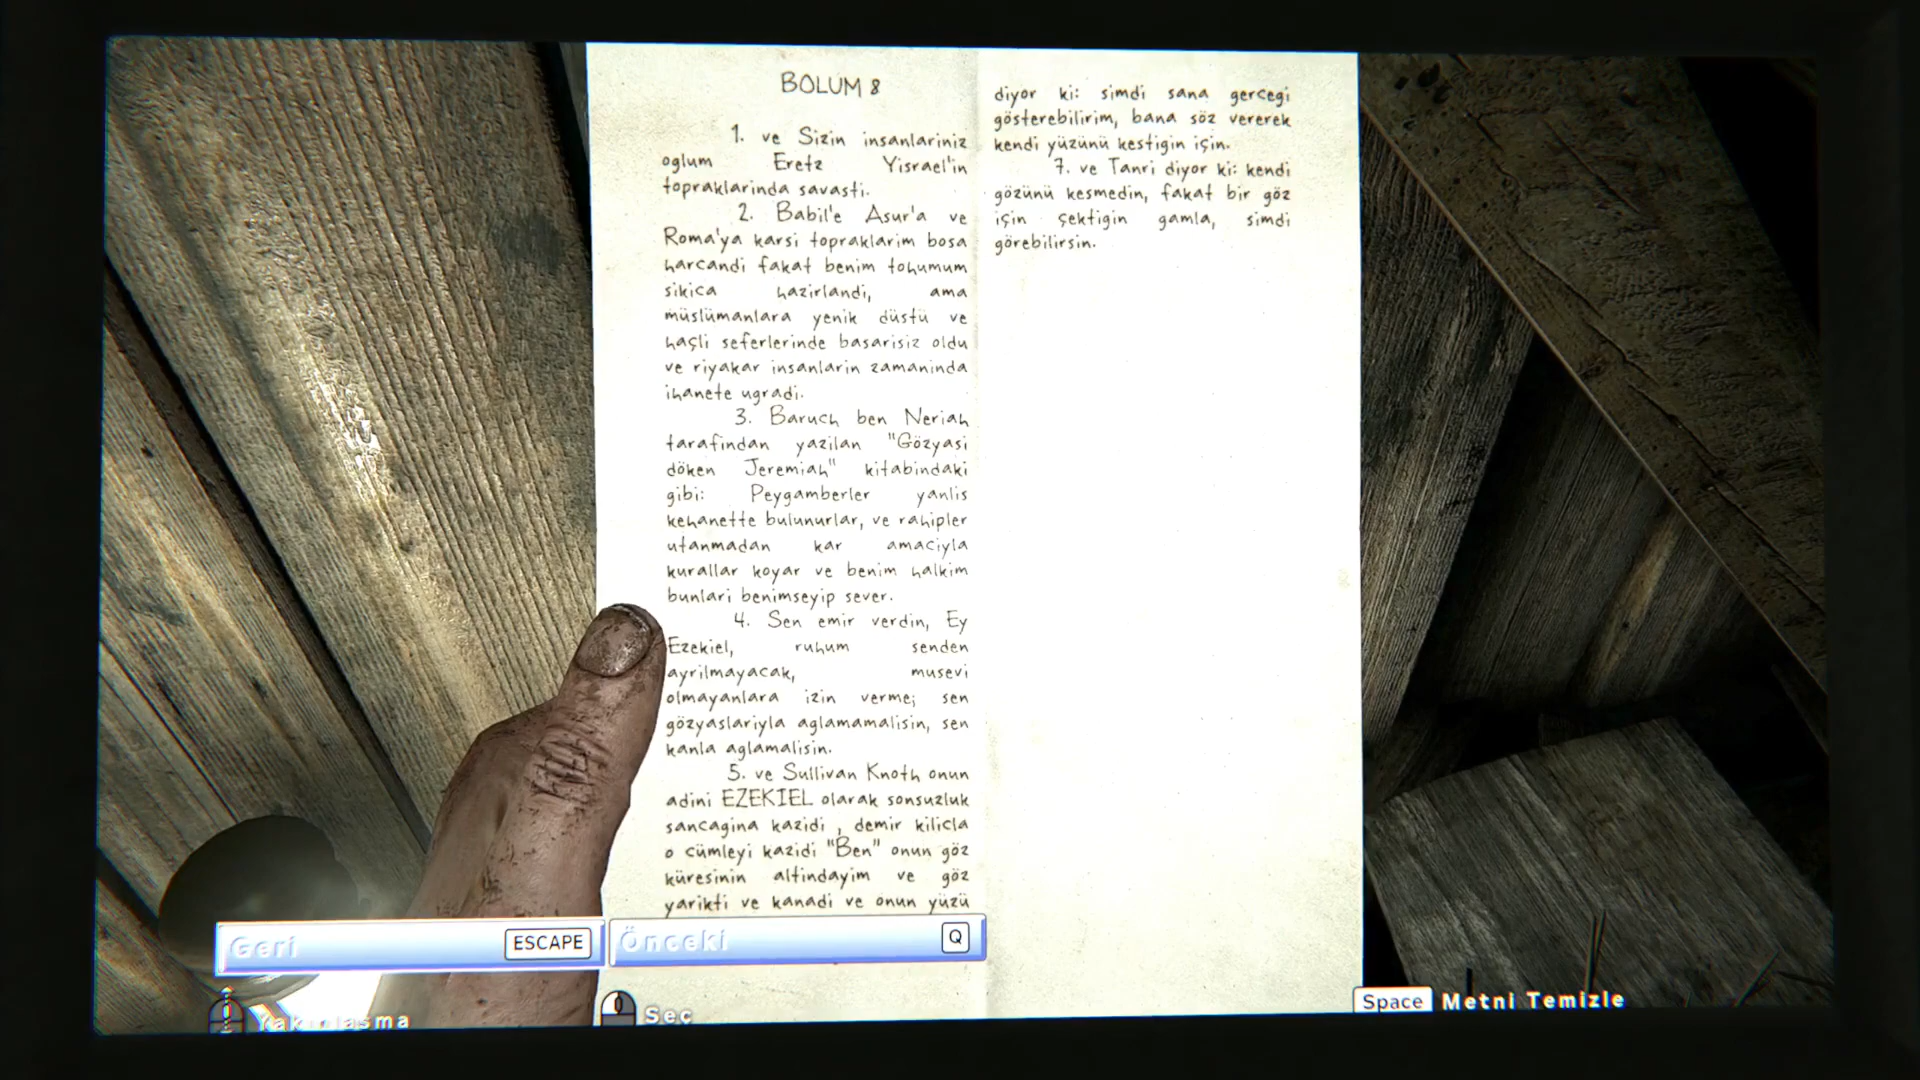 BOLUM 8
1. ve Sizin insanlariniz
oglum Eretz Yisrael'in
topraklarinda savasti.
2. Babil'e Asur'a ve
Roma'ya karsi topraklarim bosa
harcandi fakat benim tohumum
sikica hazirlandi, ama
müslümanlara yenik düstü ve
haçli seferlerinde basarisiz oldu
ve riyakar insanlarin zamaninda
ihanete ugradi.
3. Baruch ben Neriah
tarafindan yazilan "Gözyasi
döken Jeremiah" kitabindaki
gibi: Peygamberler yanlis
kehanette bulunurlar, ve rahipler
utanmadan kar amaciyla
kurallar koyar ve benim halkim
bunlari benimseyip sever.
4. Sen emir verdin, Ey
Ezekiel, ruhum senden
ayrilmayacak, musevi
olmayanlara izin verme; sen
gözyaslariyla aglamamalisin, sen
kanla aglamalisin.
5. ve Sullivan Knoth onun
adini EZEKIEL olarak sonsuzluk
sancagina kazidi , demir kilicla
o cümleyi kazidi "Ben" onun göz
küresinin altindayim ve göz
yarikti ve kanadi ve onun yüzü
diyor ki: simdi sana gercegi
gösterebilirim, bana söz vererek
kendi yüzünü kestigin için.
7. ve Tanri diyor ki: kendi
gözünü kesmedin, fakat bir göz
için çektigin gamla, simdi
görebilirsin.
Geri ESCAPE
Önceki Q
Yakinlasma
Sec
Space Metni Temizle